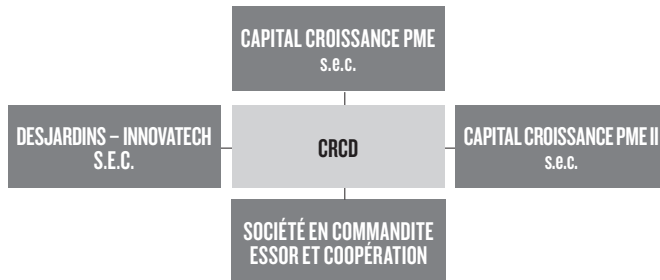 CAPITAL CROISSANCE PME
s.e.c.
DESJARDINS – INNOVATECH
S.E.C.
CRCD
CAPITAL CROISSANCE PME II
s.e.c.
SOCIÉTÉ EN COMMANDITE
ESSOR ET COOPÉRATION